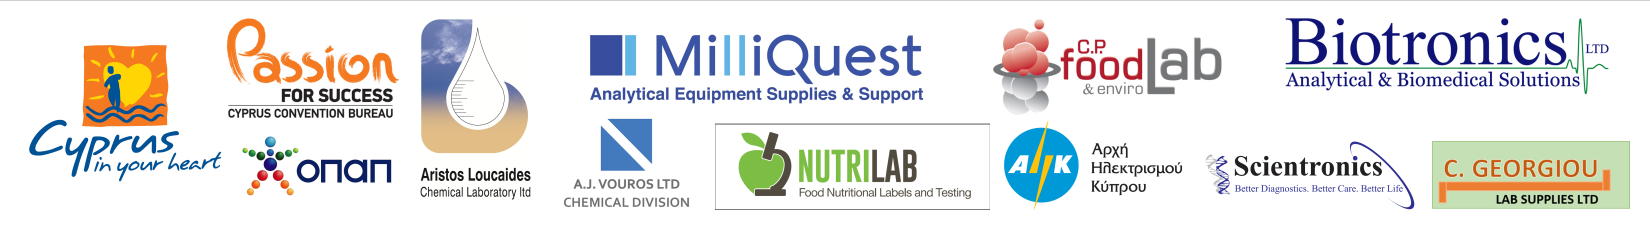 Cyprus
in your heart
Passion
FOR SUCCESS
CYPRUS CONVENTION BUREAU
οπαπ
Aristos Loucaides
Chemical Laboratory ltd
MilliQuest
Analytical Equipment Supplies & Support
A.J. VOUROS LTD
CHEMICAL DIVISION
NUTRILAB
Food Nutritional Labels and Testing
C.P.
foodLab
& enviro
ΑΗΚ
Αρχή
Ηλεκτρισμού
Κύπρου
Biotronics LTD
Analytical & Biomedical Solutions
Scientronics
Better Diagnostics. Better Care. Better Life
C. GEORGIOU
LAB SUPPLIES LTD